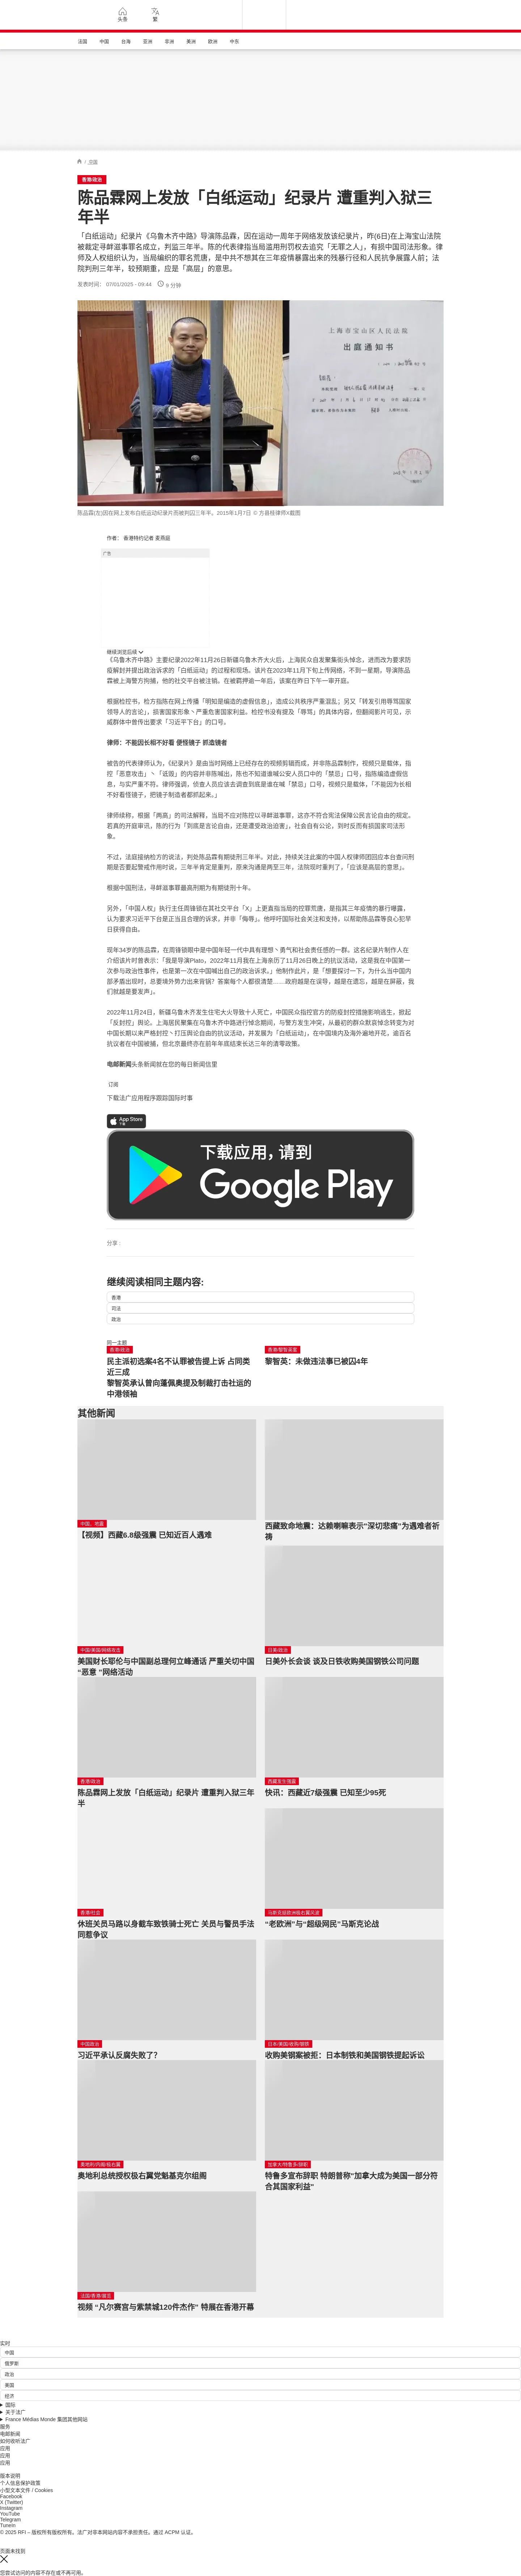 头条
繁
法国
中国
台海
亚洲
非洲
美洲
欧洲
中东
/ 中国
香港/政治
陈品霖网上发放「白纸运动」纪录片 遭重判入狱三
年半
「白纸运动」纪录片《乌鲁木齐中路》导演陈品霖，因在运动一周年于网络发放该纪录片，昨(6日)在上海宝山法院
被裁定寻衅滋事罪名成立，判监三年半。陈的代表律指当局滥用刑罚权去追究「无罪之人」，有损中国司法形象。律
师及人权组织认为，当局编织的罪名荒唐，是中共不想其在三年疫情暴露出来的残暴行径和人民抗争展露人前；法
院判刑三年半，较预期重，应是「高层」的意思。
发表时间： 07/01/2025 - 09:44
9 分钟
上海市宝山区人民法院
出庭通知书
陈品霖(左)因在网上发布白纸运动纪录片而被判囚三年半。2015年1月7日 © 方县桂律师X截图
作者： 香港特约记者 麦燕庭
广告
继续浏览后续
《乌鲁木齐中路》主要纪录2022年11月26日新疆乌鲁木齐大火后，上海民众自发聚集街头悼念，进而改为要求防
疫解封并提出政治诉求的「白纸运动」的过程和现场。该片在2023年11月下旬上传网络，不到一星期，导演陈品
霖被上海警方拘捕，他的社交平台被注销。在被羁押逾一年后，该案在昨日下午一审开庭。
根据检控书，检方指陈在网上传播「明知是编造的虚假信息」，造成公共秩序严重混乱；另又「转发引用辱骂国家
领导人的言论」，损害国家形象丶严重危害国家利益。检控书没有提及「辱骂」的具体内容，但翻阅影片可见，示
威群体中曾传出要求「习近平下台」的口号。
律师：不能因长相不好看 便怪镜子 抓造镜者
被告的代表律师认为，《纪录片》是由当时网络上已经存在的视频剪辑而成，并非陈品霖制作，视频只是载体，指
控「恶意攻击」丶「诋毁」的内容并非陈喊出，陈也不知道谁喊公安人员口中的「禁忌」口号，指陈编造虚假信
息，与实严重不符。律师强调，侦查人员应该去调查到底是谁在喊「禁忌」口号，视频只是载体，「不能因为长相
不好看怪镜子，把镜子制造者都抓起来。」
律师续称，根据「两高」的司法解释，当局不应对陈控以寻衅滋事罪，这亦不符合宪法保障公民言论自由的规定。
若真的开庭审讯，陈的行为「到底是言论自由，还是遭受政治迫害」，社会自有公论，到时反而有损国家司法形
象。
不过，法庭接纳检方的说法，判处陈品霖有期徒刑三年半。对此，持续关注此案的中国人权律师团回应本台查问刑
期是否要起警戒作用时说，三年半肯定是重判，原来沟通是两至三年，法院现时重判了，「应该是高层的意思」。
根据中国刑法，寻衅滋事罪最高刑期为有期徒刑十年。
另外，「中国人权」执行主任周锋锁在其社交平台「X」上更直指当局的控罪荒唐，是指其三年疫情的暴行曝露，
认为要求习近平下台是正当且合理的诉求，并非「侮辱」。他呼吁国际社会关注和支持，以帮助陈品霖等良心犯早
日获得自由。
现年34岁的陈品霖，在周锋锁眼中是中国年轻一代中具有理想丶勇气和社会责任感的一群。这名纪录片制作人在
介绍该片时曾表示：「我是导演Plato，2022年11月我在上海亲历了11月26日晚上的抗议活动，这是我在中国第一
次参与政治性事件，也是第一次在中国喊出自己的政治诉求。」他制作此片，是「想要探讨一下，为什么当中国内
部矛盾出现时，总要境外势力出来背锅？答案每个人都很清楚……政府越是在误导，越是在遗忘，越是在屏蔽，我
们就越是要发声」。
2022年11月24日，新疆乌鲁木齐发生住宅大火导致十人死亡，中国民众指控官方的防疫封控措施影响逃生，掀起
「反封控」舆论。上海居民聚集在乌鲁木齐中路进行悼念期间，与警方发生冲突，从最初的群众默哀悼念转变为对
中国长期以来严格封控丶打压舆论自由的抗议活动，并发展为「白纸运动」，在中国境内及海外遍地开花，逾百名
抗议者在中国被捕，但北京最终亦在前年年底结束长达三年的清零政策。
电邮新闻头条新闻就在您的每日新闻信里
订阅
下载法广应用程序跟踪国际时事
App Store
下载应用，请到
Google Play
分享 .
继续阅读相同主题内容:
香港
司法
政治
同一主题
香港/政治
民主派初选案4名不认罪被告提上诉 占同类
近三成
黎智英承认曾向蓬佩奥提及制裁打击社运的
中港领袖
香港/黎智英案
黎智英：未做违法事已被囚4年
其他新闻
中国、地震
【视频】西藏6.8级强震 已知近百人遇难
西藏致命地震：达赖喇嘛表示"深切悲痛"为遇难者祈
祷
中国/美国/网络攻击
美国财长耶伦与中国副总理何立峰通话 严重关切中国
“恶意 ”网络活动
日美/政治
日美外长会谈 谈及日铁收购美国钢铁公司问题
香港/政治
陈品霖网上发放「白纸运动」纪录片 遭重判入狱三年
半
西藏发生强震
快讯：西藏近7级强震 已知至少95死
香港/社会
休班关员马路以身截车致铁骑士死亡 关员与警员手法
同惹争议
马斯克挺欧洲极右翼风波
“老欧洲”与“超级网民”马斯克论战
中国政治
习近平承认反腐失败了？
日本/美国/收购/钢铁
收购美钢案被拒：日本制铁和美国钢铁提起诉讼
奥地利/内阁/极右翼
奥地利总统授权极右翼党魁基克尔组阁
加拿大/特鲁多/辞职
特鲁多宣布辞职 特朗普称"加拿大成为美国一部分符
合其国家利益"
法国/香港/展览
视频 “凡尔赛宫与紫禁城120件杰作” 特展在香港开幕
实时
中国
俄罗斯
政治
美国
经济
国际
关于法广
France Médias Monde 集团其他网站
服务
电邮新闻
如何收听法广
应用
应用
应用
版本说明
个人信息保护政策
小型文本文件 / Cookies
Facebook
X (Twitter)
Instagram
YouTube
Telegram
TuneIn
© 2025 RFI – 版权所有版权所有。法广对非本网站内容不承担责任。通过 ACPM 认证。
页面未找到
您尝试访问的内容不存在或不再可用。